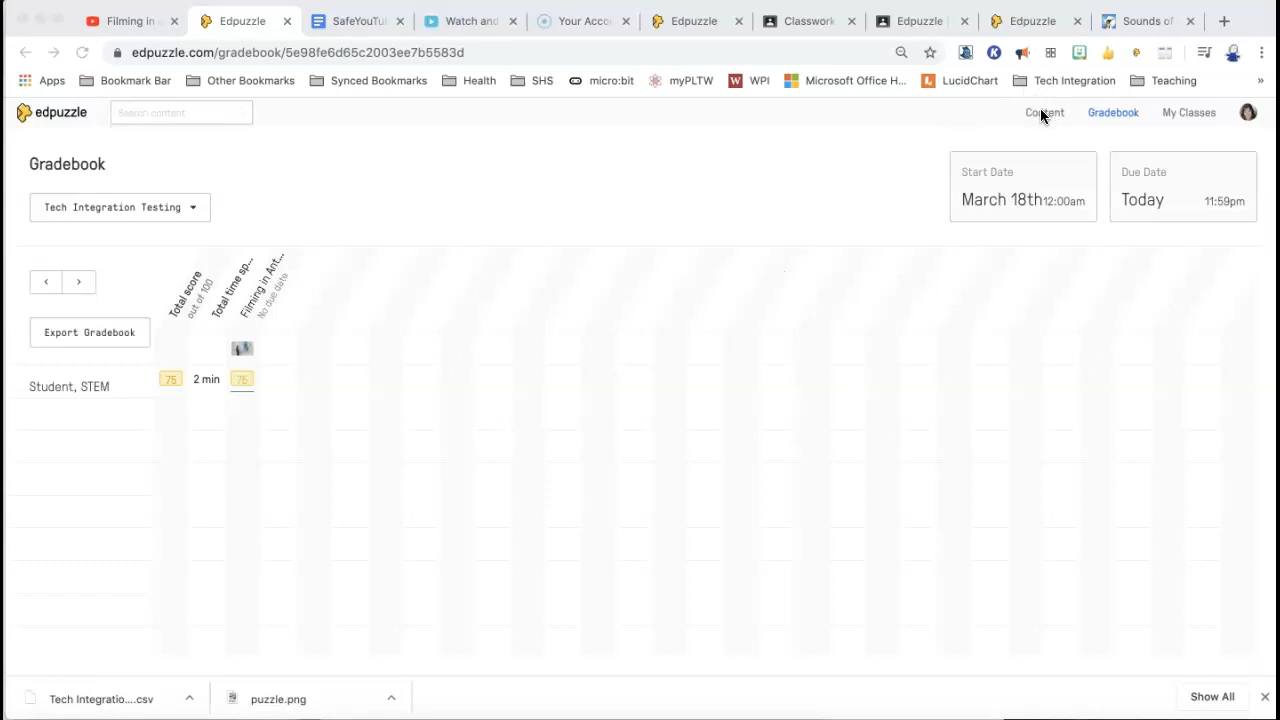 Filming in a
Edpuzzle
SafeYouTu
Watch and
Your Acco
Edpuzzle
Classwork
Edpuzzle
Edpuzzle
Sounds of
edpuzzle.com/gradebook/5e98fe6d65c2003ee7b5583d
Apps
Bookmark Bar
Other Bookmarks
Synced Bookmarks
Health
SHS
micro:bit
myPLTW
WPI
Microsoft Office H...
LucidChart
Tech Integration
Teaching
»
edpuzzle
Search content
Content
Gradebook
My Classes
Gradebook
Start Date
March 18th 12:00am
Due Date
Today 11:59pm
Tech Integration Testing
Total score
out of 100
Total time sp...
Filming in Ant...
No due date
Export Gradebook
Student, STEM
75
2 min
75
Tech Integratio....csv
puzzle.png
Show All